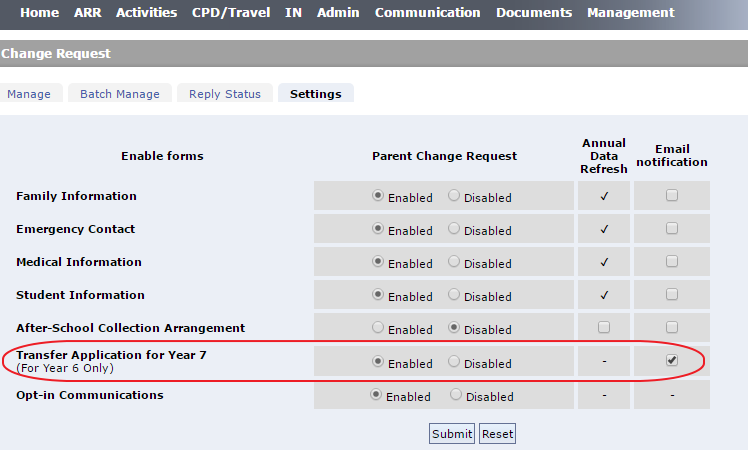 Home ARR Activities CPD/Travel IN Admin Communication Documents Management
Change Request
Manage Batch Manage Reply Status Settings
Enable forms Parent Change Request Annual Data Refresh Email notification
Family Information Enabled Disabled ✓
Emergency Contact Enabled Disabled ✓
Medical Information Enabled Disabled ✓
Student Information Enabled Disabled ✓
After-School Collection Arrangement Enabled Disabled
Transfer Application for Year 7 Enabled Disabled -
(For Year 6 Only)
Opt-in Communications Enabled Disabled - -
Submit Reset